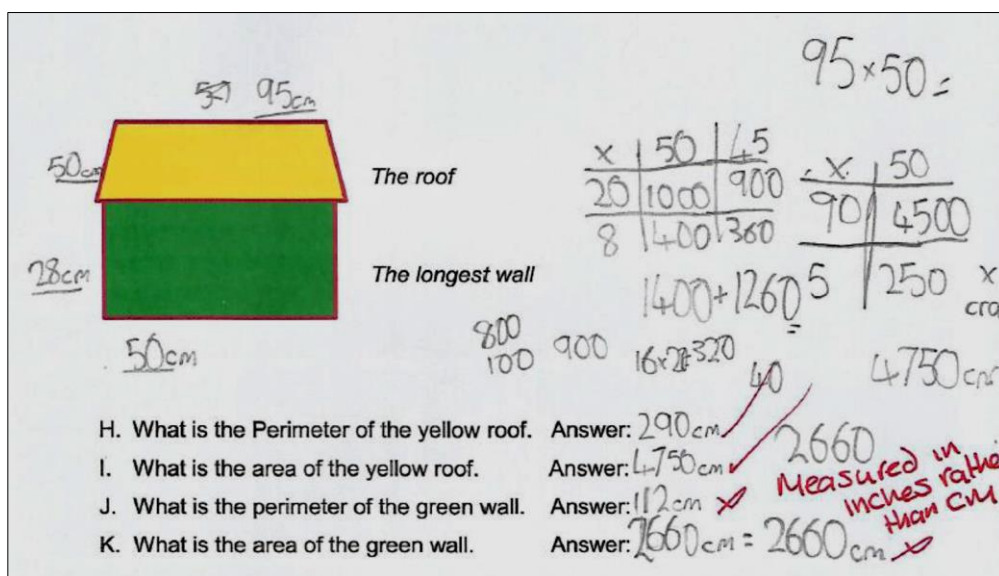 95cm
95×50=
50cm
The roof
x 50 45
20 1000 900
8 400 360
x 50
90 4500
5 250 x
28cm
The longest wall
1400+1260
=
cra
50cm
800
100 900
320
40
4750cm
H. What is the Perimeter of the yellow roof. Answer: 290cm
I. What is the area of the yellow roof. Answer: 4750cm
2660
J. What is the perimeter of the green wall. Answer: 112cm
K. What is the area of the green wall. Answer: 2660cm = 2660cm
Measured in
inches rathe
than cm